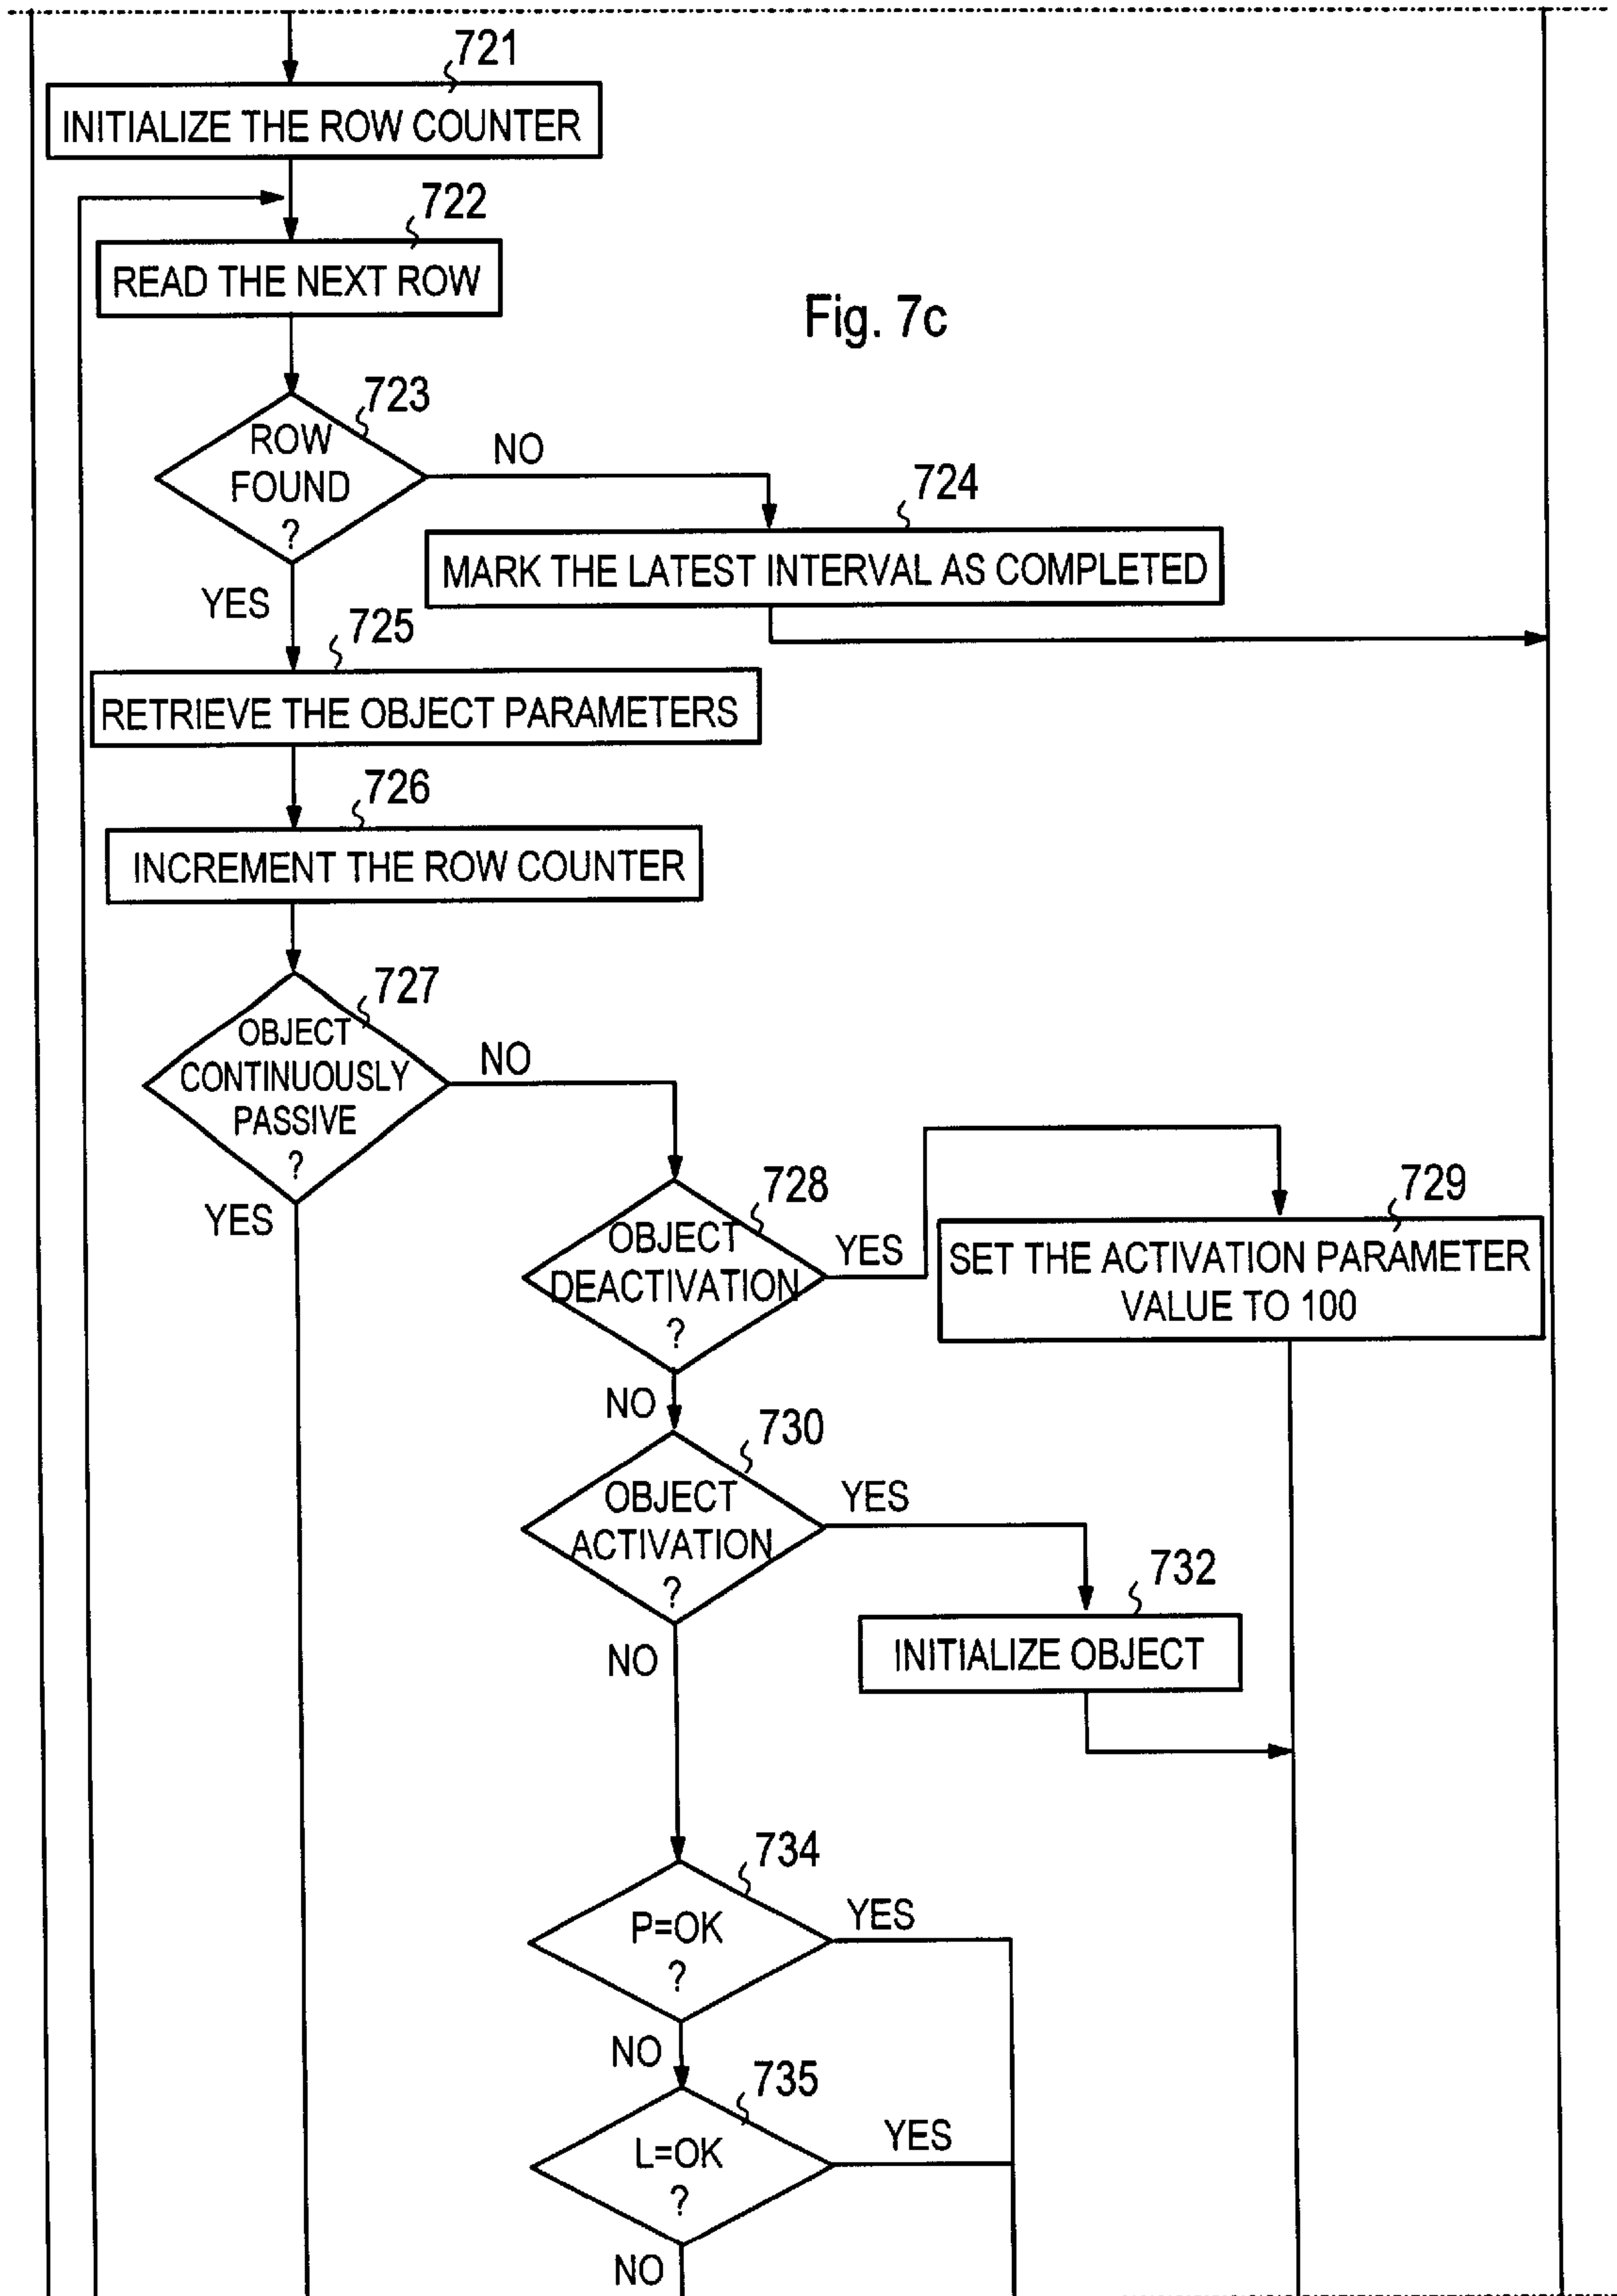 721
INITIALIZE THE ROW COUNTER
722
READ THE NEXT ROW
Fig. 7c
723
ROW
FOUND
?
NO
YES
724
MARK THE LATEST INTERVAL AS COMPLETED
725
RETRIEVE THE OBJECT PARAMETERS
726
INCREMENT THE ROW COUNTER
727
OBJECT
CONTINUOUSLY
PASSIVE
?
NO
YES
728
OBJECT
DEACTIVATION
?
YES
NO
729
SET THE ACTIVATION PARAMETER
VALUE TO 100
730
OBJECT
ACTIVATION
?
YES
NO
732
INITIALIZE OBJECT
734
P=OK
?
YES
NO
735
L=OK
?
YES
NO